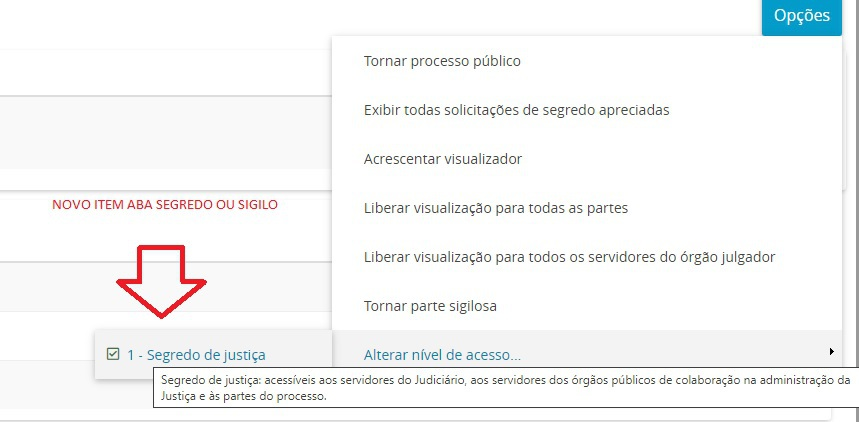 Opções
Tornar processo público
Exibir todas solicitações de segredo apreciadas
Acrescentar visualizador
NOVO ITEM ABA SEGREDO OU SIGILO
Liberar visualização para todas as partes
Liberar visualização para todos os servidores do órgão julgador
Tornar parte sigilosa
1 - Segredo de justiça
Alterar nível de acesso...
Segredo de justiça: acessíveis aos servidores do Judiciário, aos servidores dos órgãos públicos de colaboração na administração da
Justiça e às partes do processo.